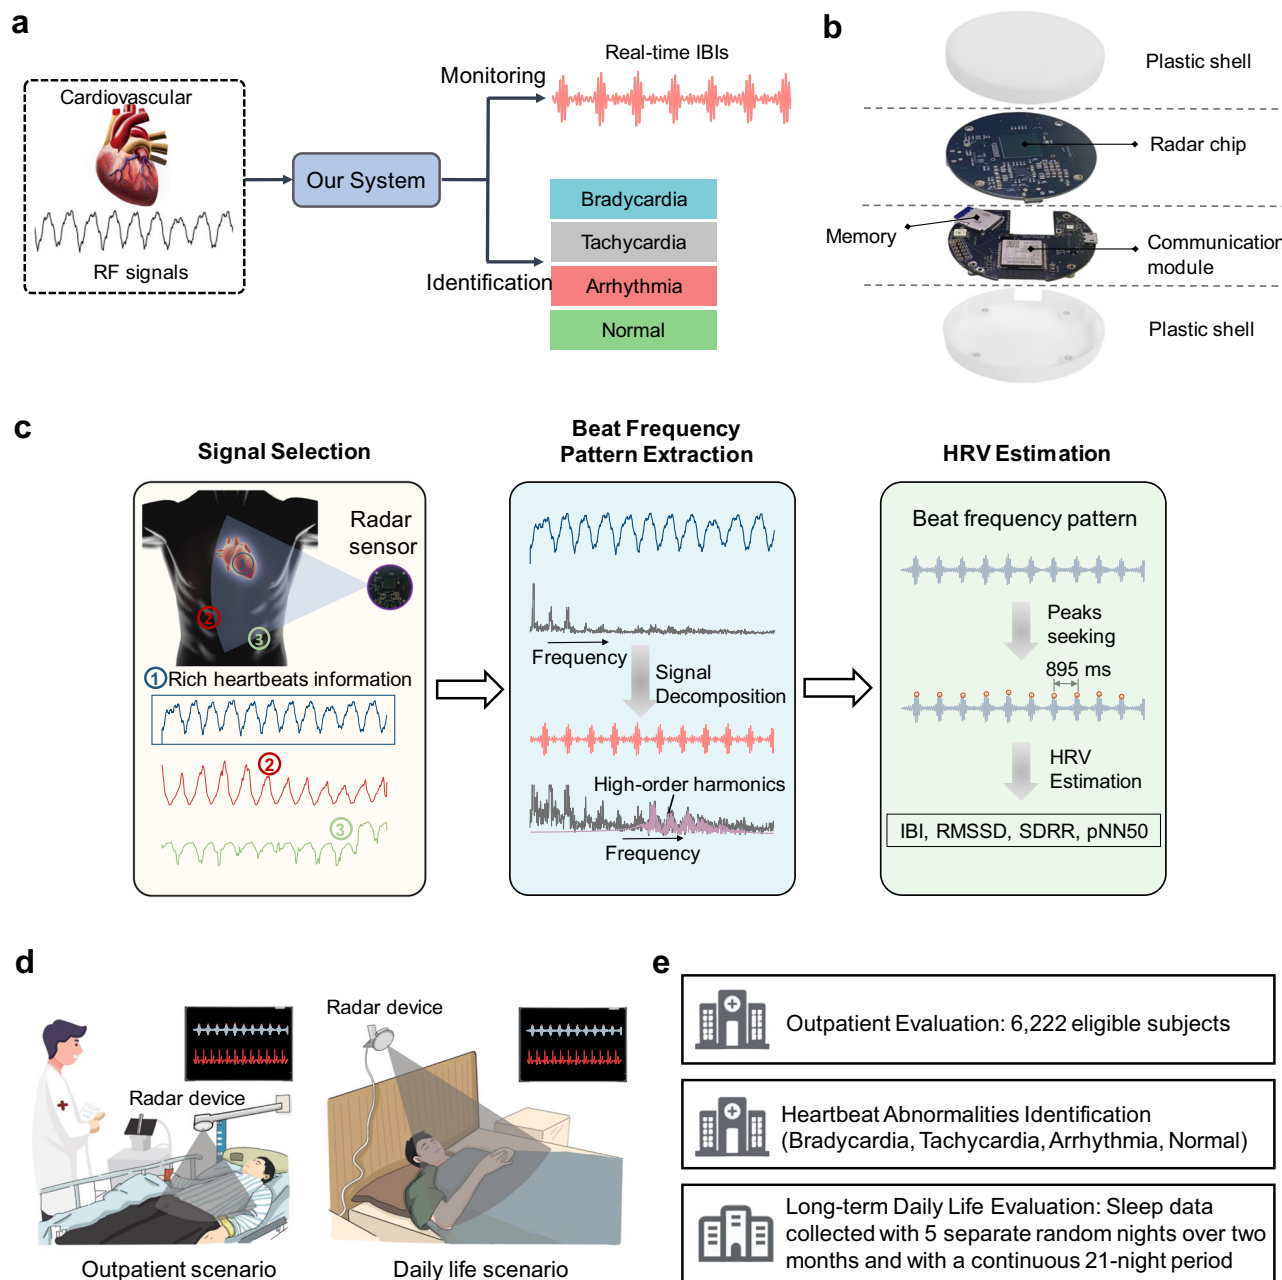 a
Cardiovascular
RF signals
Our System
Monitoring
Real-time IBIs
Identification
Bradycardia
Tachycardia
Arrhythmia
Normal
b
Plastic shell
Radar chip
Memory
Communication
module
Plastic shell
c
Signal Selection
Radar
sensor
1
2
3
1 Rich heartbeats information
2
3
Beat Frequency
Pattern Extraction
Frequency
Signal
Decomposition
High-order harmonics
Frequency
HRV Estimation
Beat frequency pattern
Peaks
seeking
895 ms
HRV
Estimation
IBI, RMSSD, SDRR, pNN50
d
Radar device
Outpatient scenario
Radar device
Daily life scenario
e
Outpatient Evaluation: 6,222 eligible subjects
Heartbeat Abnormalities Identification
(Bradycardia, Tachycardia, Arrhythmia, Normal)
Long-term Daily Life Evaluation: Sleep data
collected with 5 separate random nights over two
months and with a continuous 21-night period